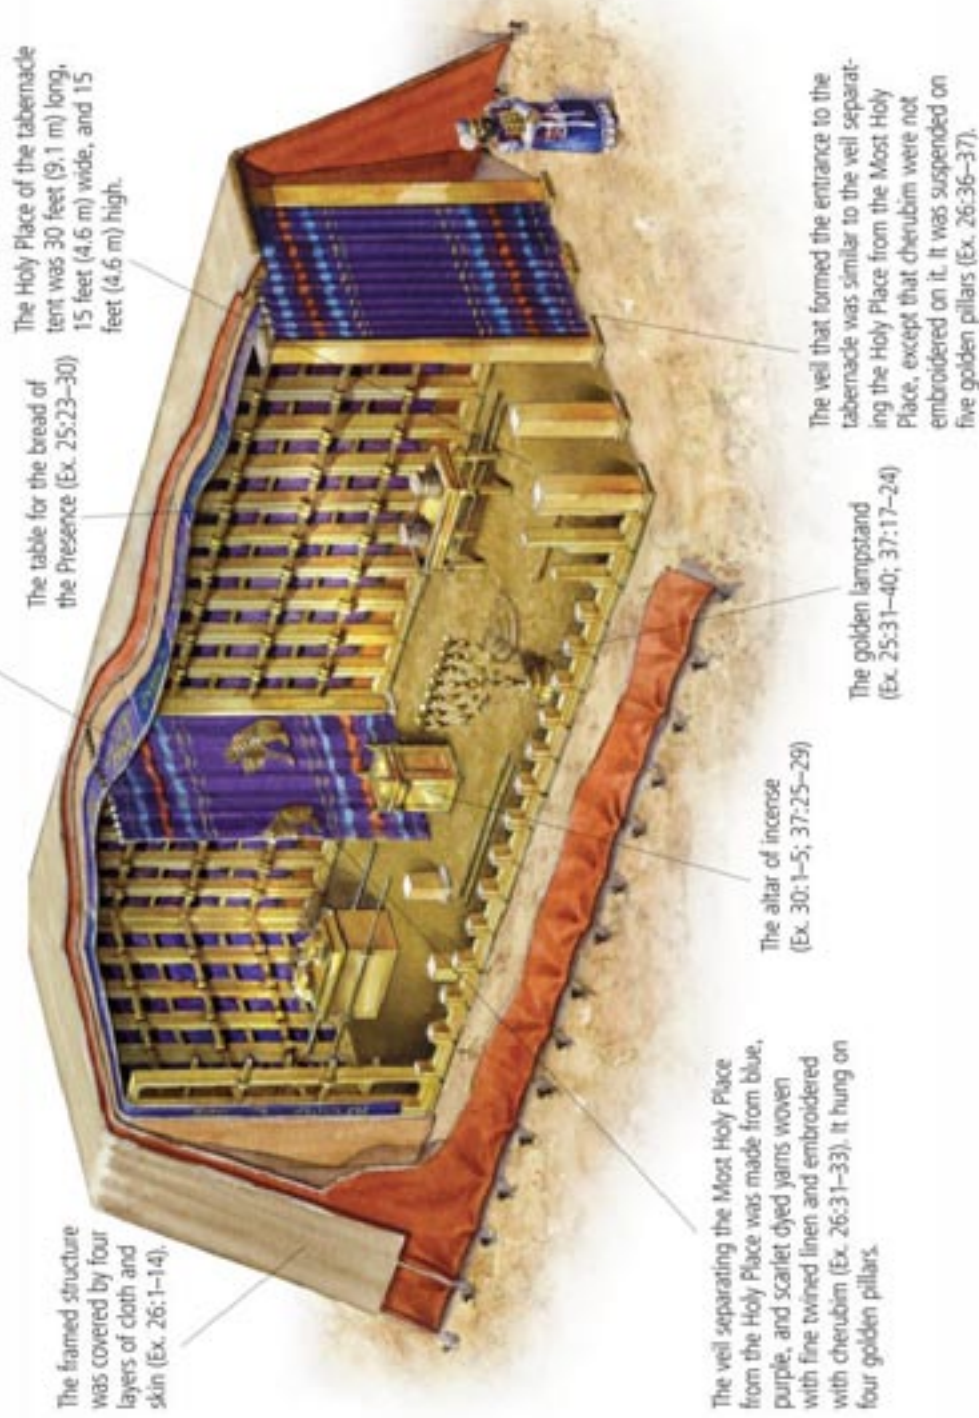 The framed structure
was covered by four
layers of cloth and
skin (Ex. 26:1–14).
The table for the bread of
the Presence (Ex. 25:23–30)
The Holy Place of the tabernacle
tent was 30 feet (9.1 m) long,
15 feet (4.6 m) wide, and 15
feet (4.6 m) high.
The veil separating the Most Holy Place
from the Holy Place was made from blue,
purple, and scarlet dyed yarns woven
with fine twined linen and embroidered
with cherubim (Ex. 26:31–33). It hung on
four golden pillars.
The altar of incense
(Ex. 30:1–5; 37:25–29)
The golden lampstand
(Ex. 25:31–40; 37:17–24)
The veil that formed the entrance to the
tabernacle was similar to the veil separat-
ing the Holy Place from the Most Holy
Place, except that cherubim were not
embroidered on it. It was suspended on
five golden pillars (Ex. 26:36–37).